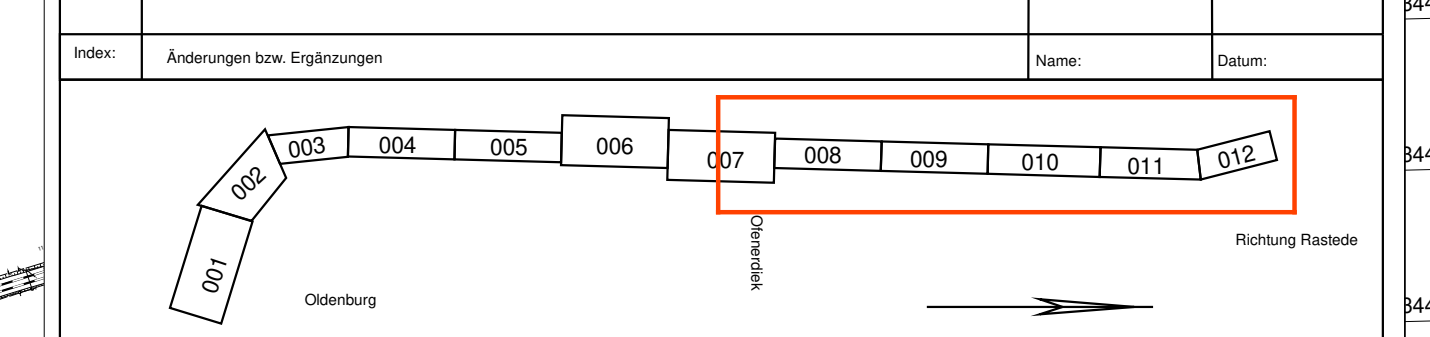 Index:
Änderungen bzw. Ergänzungen
Name:
Datum:
001
002
003
004
005
006
007
008
009
010
011
012
Ofenerdiek
Richtung Rastede
Oldenburg